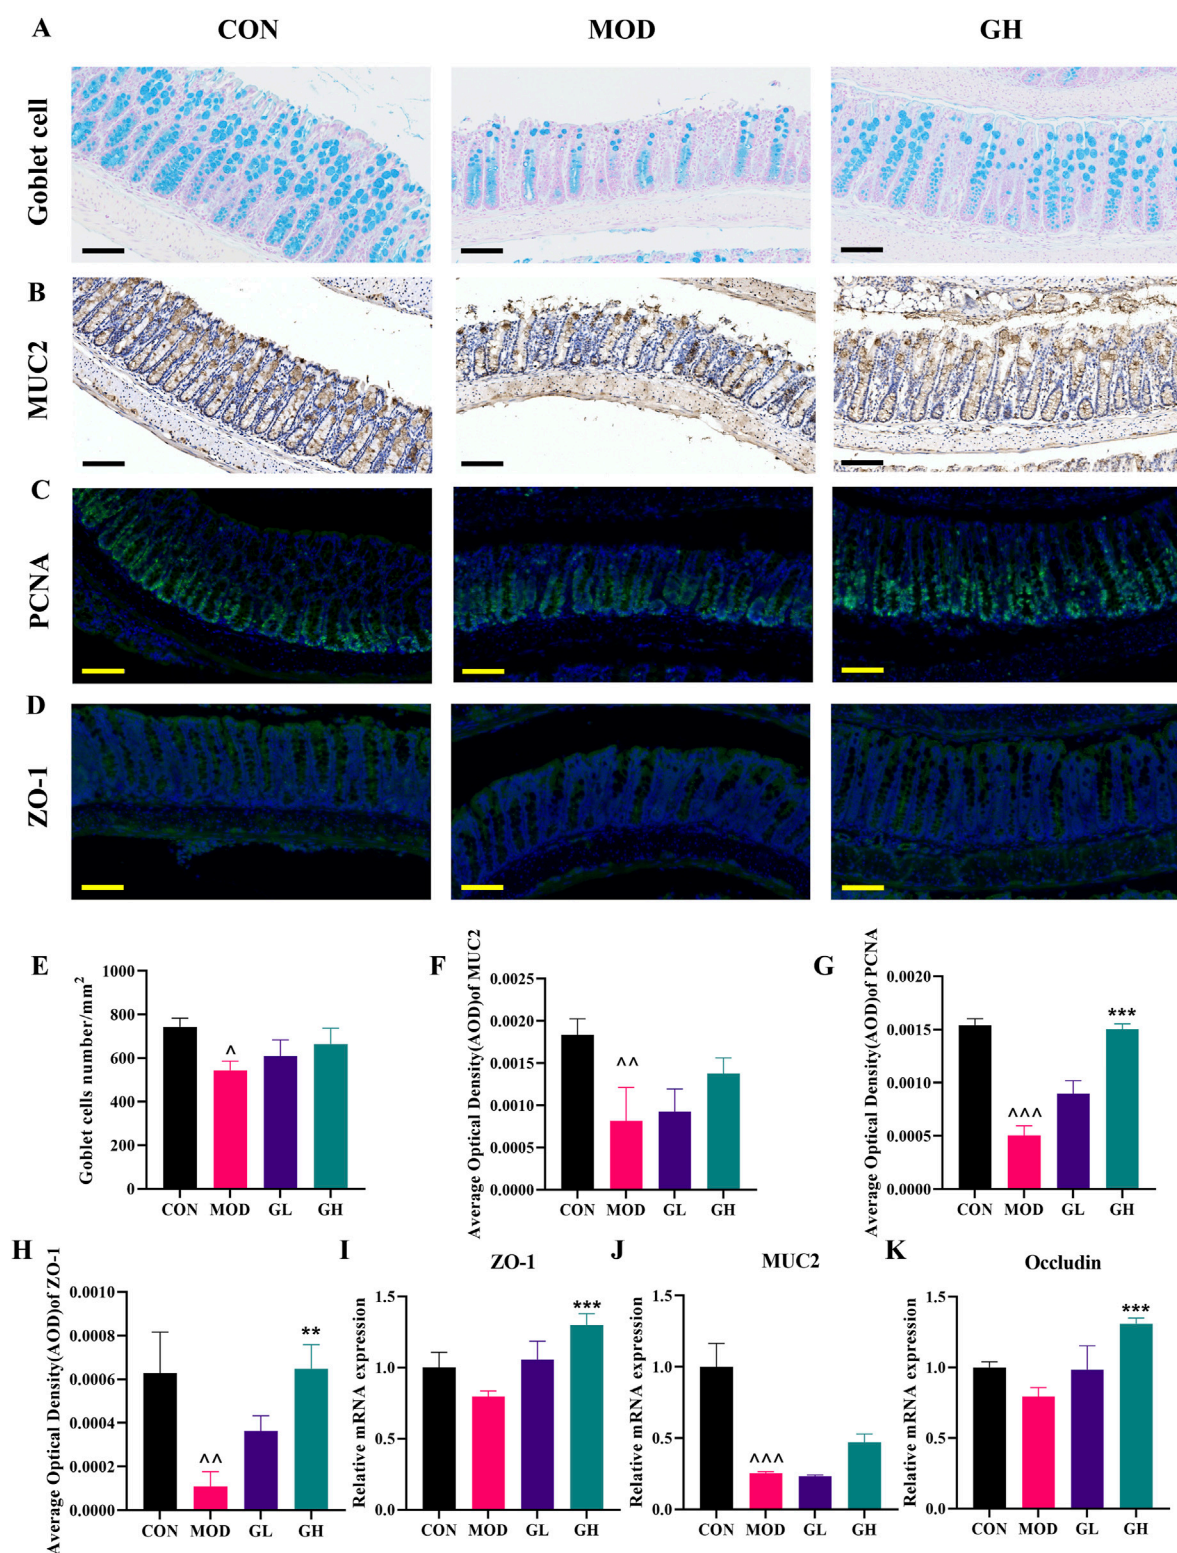 A CON MOD GH
Goblet cell
B
MUC2
C
PCNA
D
ZO-1
E
Goblet cells number/mm²
1000
800
600
400
200
0
^
CON MOD GL GH
F
Average Optical Density(AOD)of MUC2
0.0025
0.0020
0.0015
0.0010
0.0005
0.0000
^^
CON MOD GL GH
G
Average Optical Density(AOD)of PCNA
0.0020
0.0015
0.0010
0.0005
0.0000
^^^
***
CON MOD GL GH
H
Average Optical Density(AOD)of ZO-1
0.0010
0.0008
0.0006
0.0004
0.0002
0.0000
^^
**
CON MOD GL GH
I
ZO-1
Relative mRNA expression
1.5
1.0
0.5
0.0
***
CON MOD GL GH
J
MUC2
Relative mRNA expression
1.5
1.0
0.5
0.0
^^^
CON MOD GL GH
K
Occludin
Relative mRNA expression
1.5
1.0
0.5
0.0
***
CON MOD GL GH